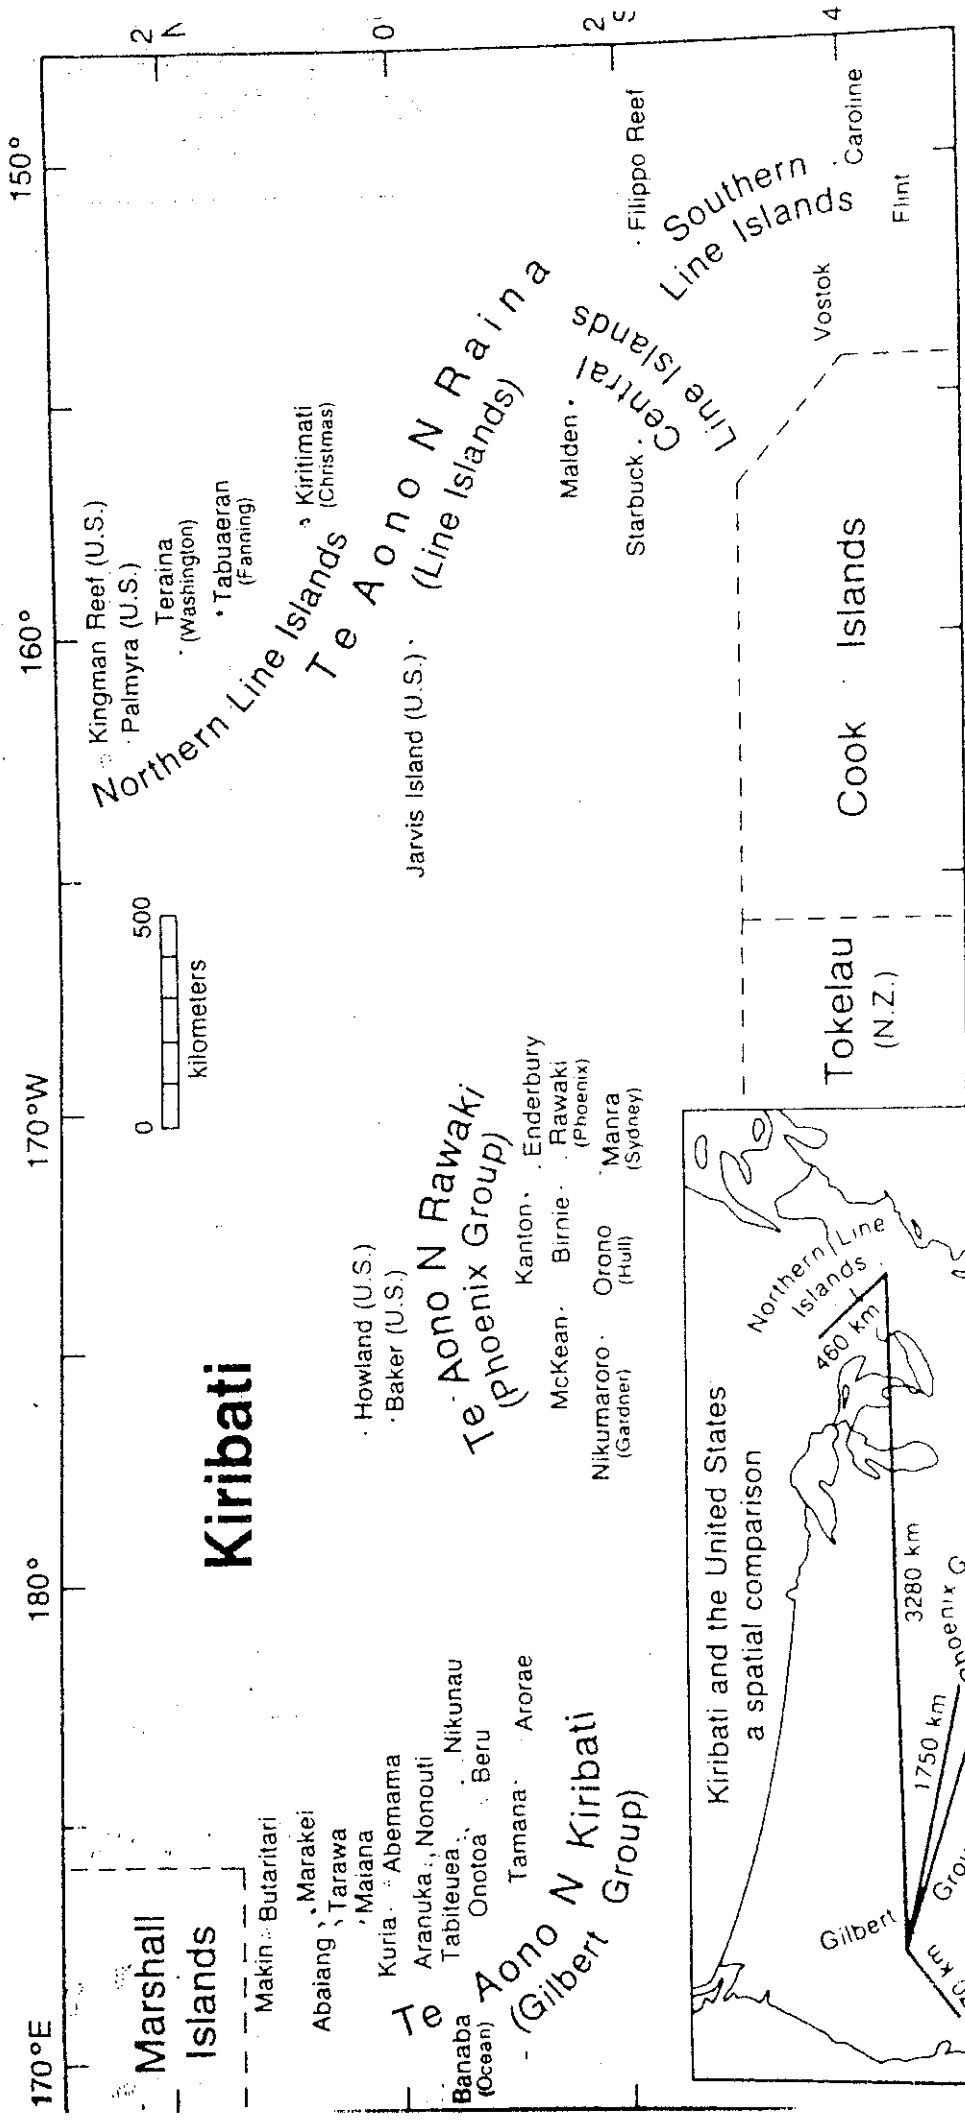 170°E
180°
170°W
160°
150°
2
N
0°
2
S
4
Marshall
Islands
Kiribati
0 500
kilometers
Kingman Reef (U.S.)
Palmyra (U.S.)
Teraina
(Washington)
Tabuaeran
(Fanning)
Kiritimati
(Christmas)
Northern Line Islands
Te Aono N Raina
(Line Islands)
Jarvis Island (U.S.)
Makin
Butaritari
Abaiang
Marakei
Tarawa
Maiana
Kuria
Abemama
Aranuka
Nonouti
Tabiteuea
Nikunau
Onotoa
Beru
Tamana
Arorae
Banaba
(Ocean)
Te Aono N Kiribati
(Gilbert Group)
Howland (U.S.)
Baker (U.S.)
Te Aono N Rawaki
(Phoenix Group)
Kanton
Enderbury
McKean
Birnie
Rawaki
(Phoenix)
Nikumaroro
(Gardner)
Orono
(Hull)
Manra
(Sydney)
Malden
Starbuck
Central
Line Islands
Filippo Reef
Southern
Line Islands
Vostok
Caroline
Flint
Tokelau
(N.Z.)
Cook Islands
Kiribati and the United States
a spatial comparison
Northern Line
Islands
460 km
3280 km
1750 km
Gilbert
km